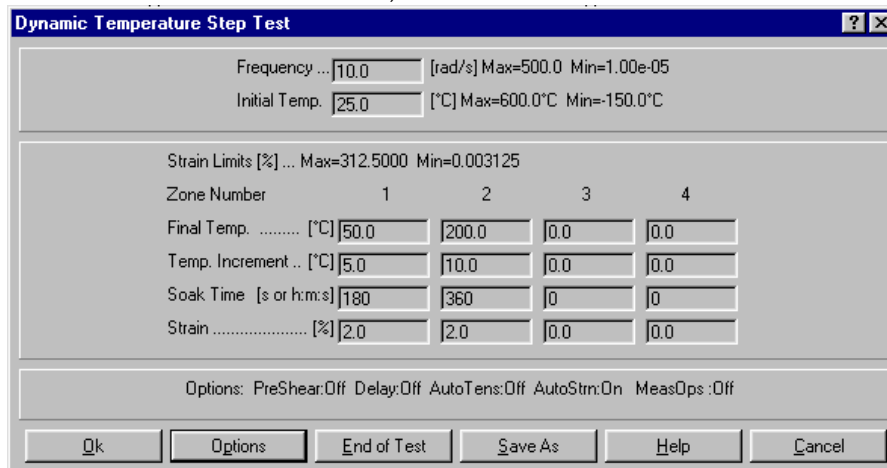 Dynamic Temperature Step Test ? ×
Frequency ... 10.0 [rad/s] Max=500.0 Min=1.00e-05
Initial Temp. 25.0 [°C] Max=600.0°C Min=-150.0°C
Strain Limits [%] ... Max=312.5000 Min=0.003125
Zone Number 1 2 3 4
Final Temp. ......... [°C] 50.0 200.0 0.0 0.0
Temp. Increment .. [°C] 5.0 10.0 0.0 0.0
Soak Time [s or h:m:s] 180 360 0 0
Strain ..................... [%] 2.0 2.0 0.0 0.0
Options: PreShear:Off Delay:Off AutoTens:Off AutoStrn:On MeasOps :Off
Ok Options End of Test Save As Help Cancel